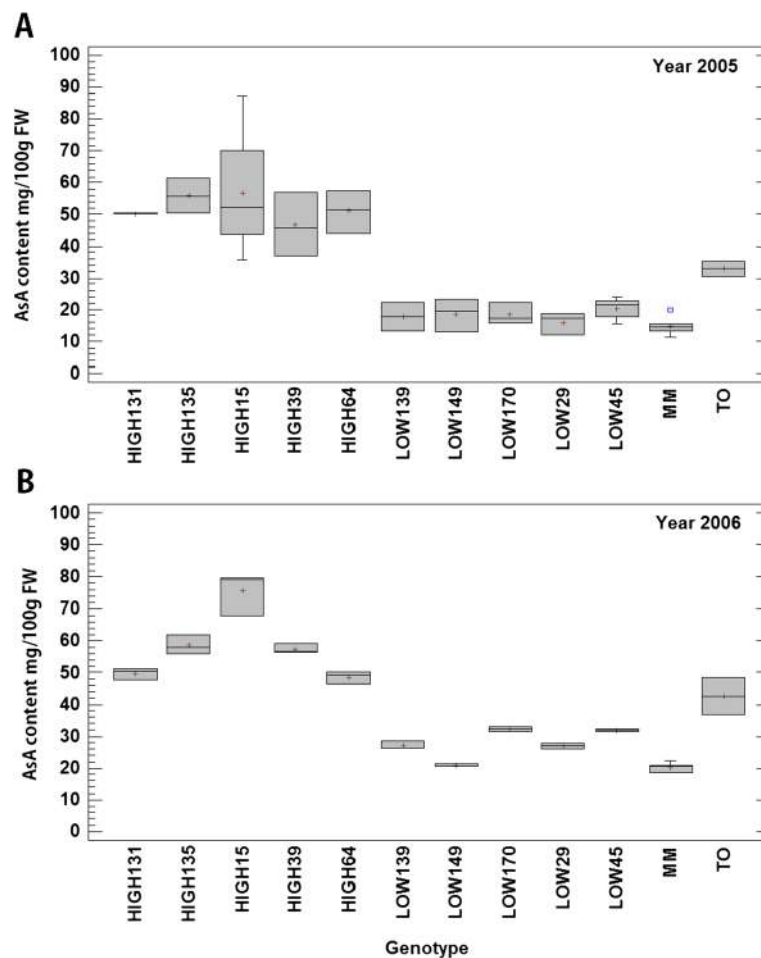 A
Year 2005
AsA content mg/100g FW
100
90
80
70
60
50
40
30
20
10
0
HIGH131
HIGH135
HIGH15
HIGH39
HIGH64
LOW139
LOW149
LOW170
LOW29
LOW45
MM
TO
B
Year 2006
AsA content mg/100g FW
100
90
80
70
60
50
40
30
20
10
0
HIGH131
HIGH135
HIGH15
HIGH39
HIGH64
LOW139
LOW149
LOW170
LOW29
LOW45
MM
TO
Genotype